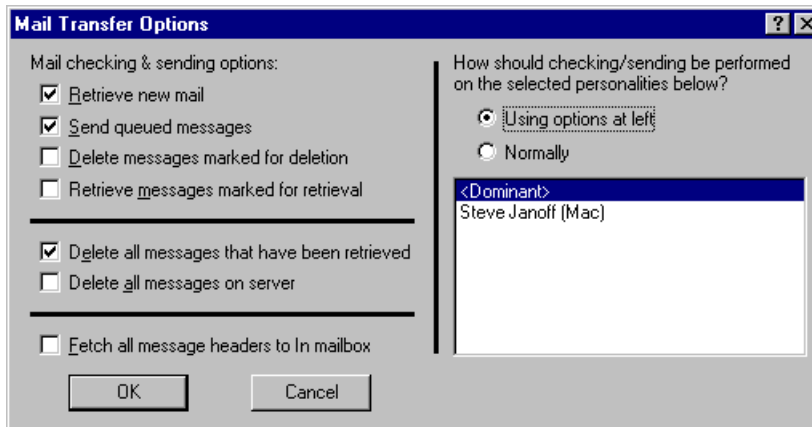 Mail Transfer Options
Mail checking & sending options:
Retrieve new mail
Send queued messages
Delete messages marked for deletion
Retrieve messages marked for retrieval
Delete all messages that have been retrieved
Delete all messages on server
Fetch all message headers to In mailbox
OK
Cancel
How should checking/sending be performed
on the selected personalities below?
Using options at left
Normally
<Dominant>
Steve Janoff (Mac)